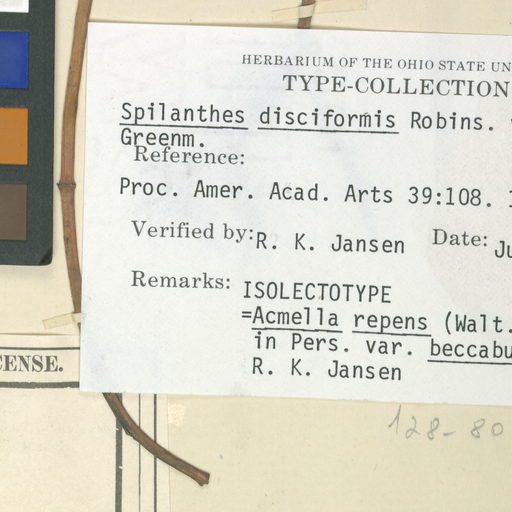 HERBARIUM OF THE OHIO STATE UN
TYPE-COLLECTION
Spilanthes disciformis Robins.
Greenm.
Reference:
Proc. Amer. Acad. Arts 39:108.
Verified by: R. K. Jansen Date: Ju
Remarks: ISOLECTOTYPE
=Acmella repens (Walt.
in Pers. var. beccabu
R. K. Jansen
CENSE.
128-80